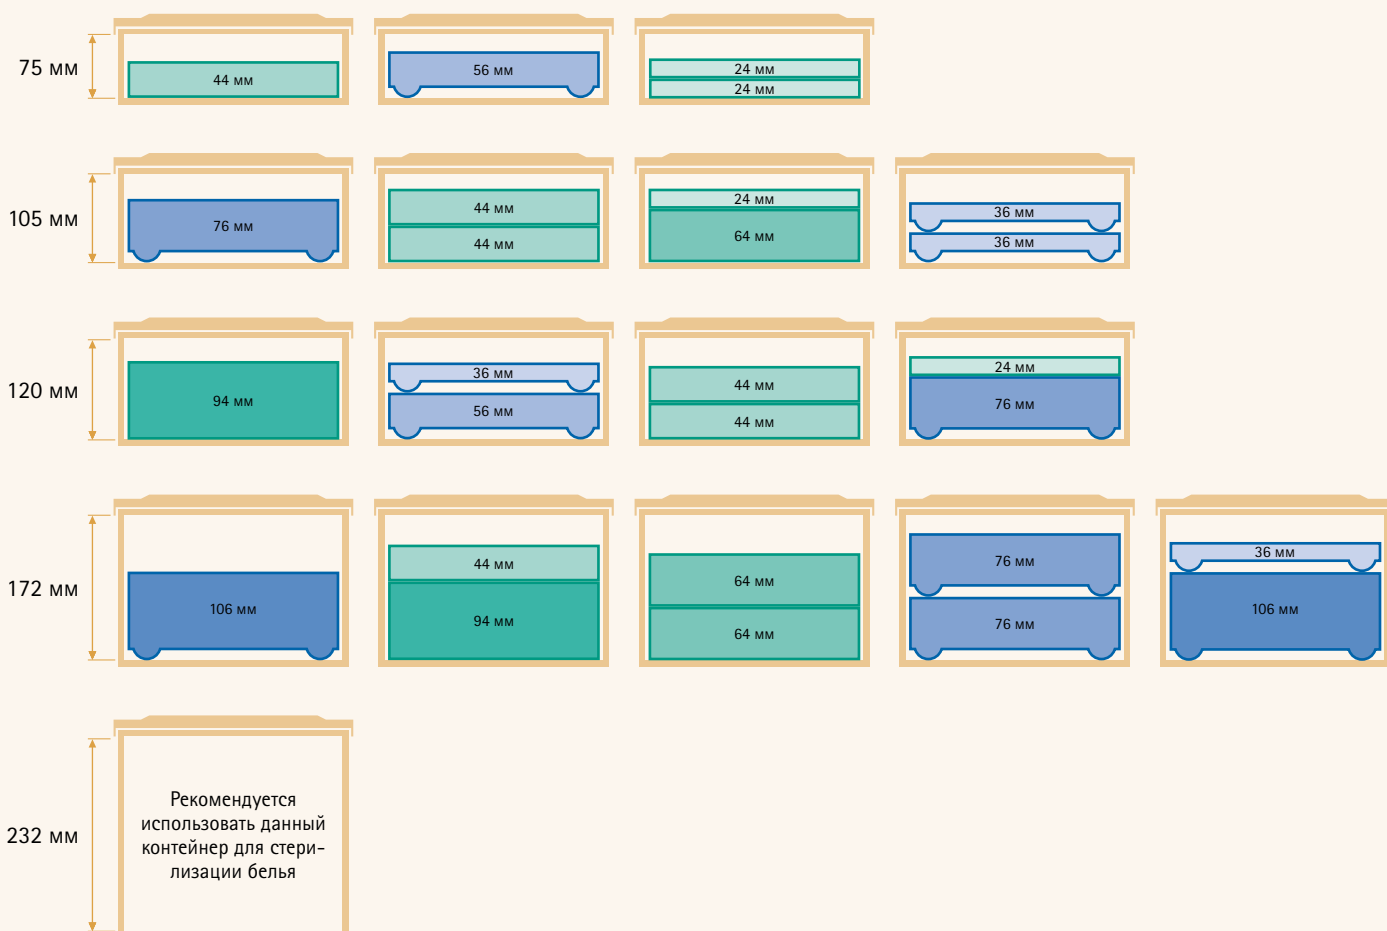 75 мм
44 мм
56 мм
24 мм
24 мм
105 мм
76 мм
44 мм
44 мм
24 мм
64 мм
36 мм
36 мм
120 мм
94 мм
36 мм
56 мм
44 мм
44 мм
24 мм
76 мм
172 мм
106 мм
44 мм
94 мм
64 мм
64 мм
76 мм
76 мм
36 мм
106 мм
232 мм
Рекомендуется
использовать данный
контейнер для стери-
лизации белья